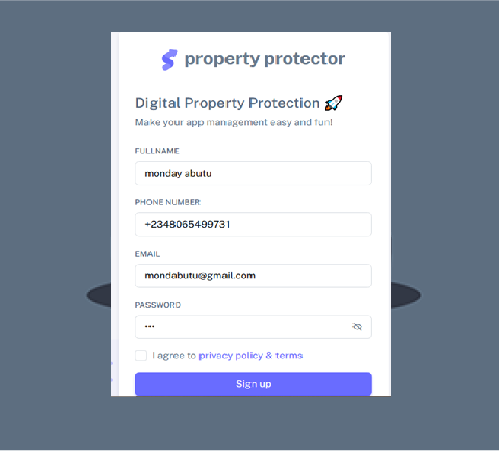 property protector
Digital Property Protection 🚀
Make your app management easy and fun!
FULLNAME
monday abutu
PHONE NUMBER
+2348065499731
EMAIL
mondabutu@gmail.com
PASSWORD
•••
I agree to privacy policy & terms
Sign up